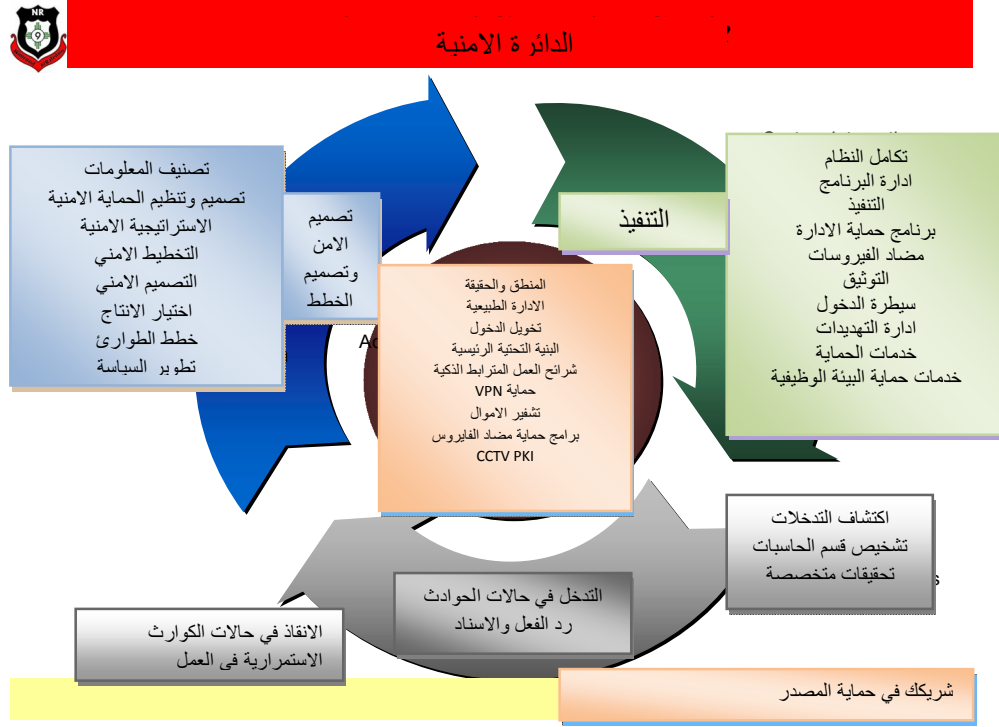 NR
الدائرة الامنبة
تصنيف المعلومات
تصميم وتنظيم الحماية الامنية
الاستراتيجية الامنية
التخطيط الامني
التصميم الامني
اختيار الانتاج
خطط الطوارئ
تطوير السياسة
تصميم
الامن
وتصميم
الخطط
التنفيذ
تكامل النظام
ادارة البرنامج
التنفيذ
برنامج حماية الادارة
مضاد الفيروسات
التوثيق
سيطرة الدخول
ادارة التهديدات
خدمات الحماية
خدمات حماية البيئة الوظيفية
المنطق والحقيقة
الادارة الطبيعية
تخويل الدخول
البنية التحتية الرئيسية
شرائح العمل المترابط الذكية
حماية VPN
تشفير الاموال
برامج حماية مضاد الفايروس
CCTV PKI
اكتشاف التدخلات
تشخيص قسم الحاسبات
تحقيقات متخصصة
التدخل في حالات الحوادث
رد الفعل والاسناد
الانقاذ في حالات الكوارث
الاستمرارية في العمل
شريكك في حماية المصدر